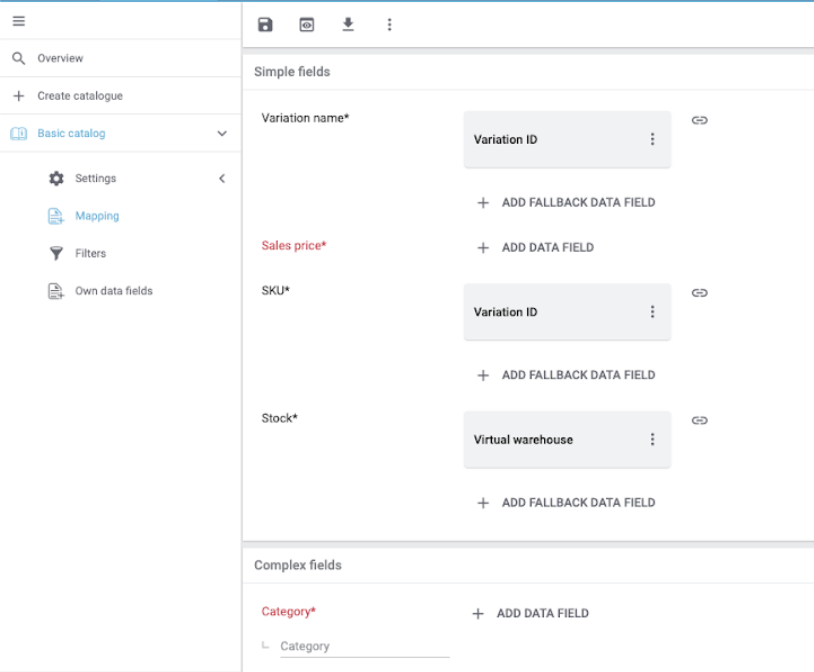 Overview
Create catalogue
Basic catalog
Settings
Mapping
Filters
Own data fields
Simple fields
Variation name*
Variation ID
ADD FALLBACK DATA FIELD
Sales price*
ADD DATA FIELD
SKU*
Variation ID
ADD FALLBACK DATA FIELD
Stock*
Virtual warehouse
ADD FALLBACK DATA FIELD
Complex fields
Category*
ADD DATA FIELD
Category